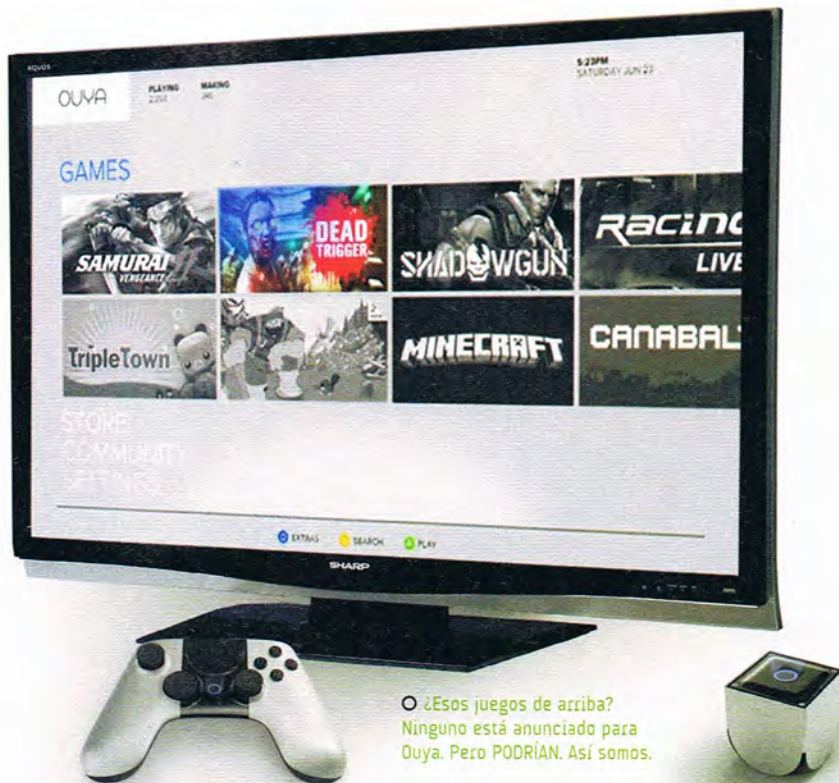 AQUOS
OUYA
PLAYING
MAKING
5:23PM
SATURDAY JUN 23
GAMES
SAMURAI II
VENGEANCE
DEAD
TRIGGER
SHADOWGUN
RACING
LIVE
TripleTown
MINECRAFT
CANABALT
STORE
COMMUNITY
SETTINGS
EXTRAS
SEARCH
PLAY
SHARP
¿Esos juegos de arriba?
Ninguno está anunciado para
Ouya. Pero PODRÍAN. Así somos.